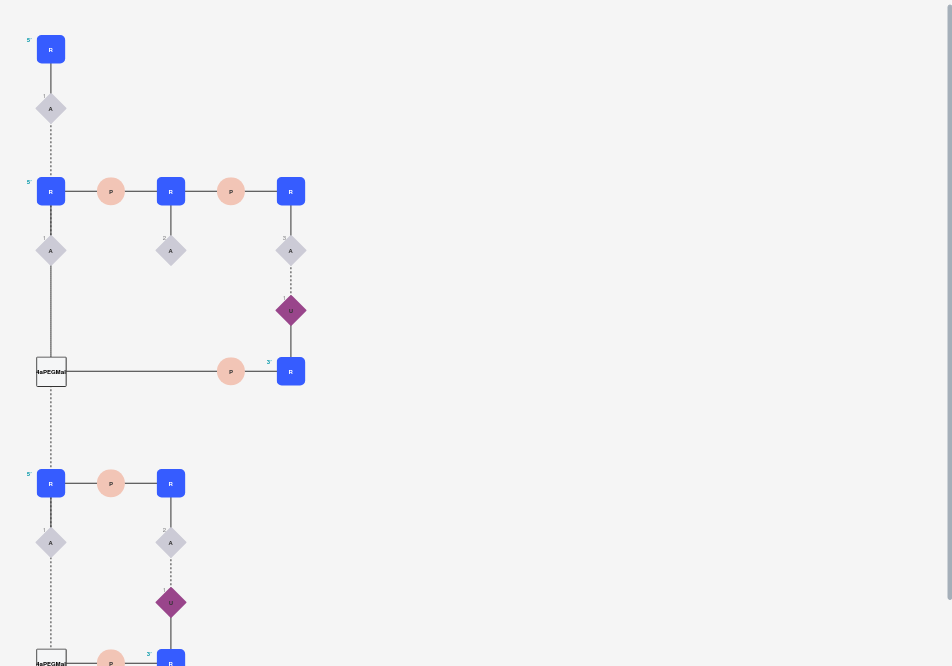 5'
R
1
A
5'
R P R P R
1 2 3
A A A
1
U
3'
4aPEGMal P R
5'
R P R
1 2
A A
1
U
3'
4aPEGMal P R